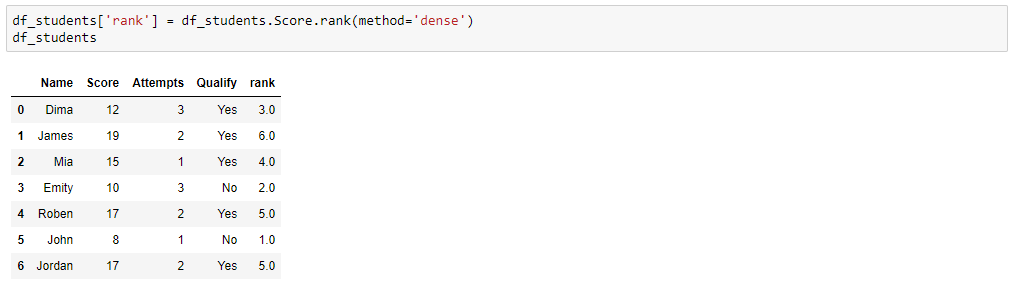 df_students['rank'] = df_students.Score.rank(method='dense')
df_students
Name Score Attempts Qualify rank
0 Dima 12 3 Yes 3.0
1 James 19 2 Yes 6.0
2 Mia 15 1 Yes 4.0
3 Emity 10 3 No 2.0
4 Roben 17 2 Yes 5.0
5 John 8 1 No 1.0
6 Jordan 17 2 Yes 5.0